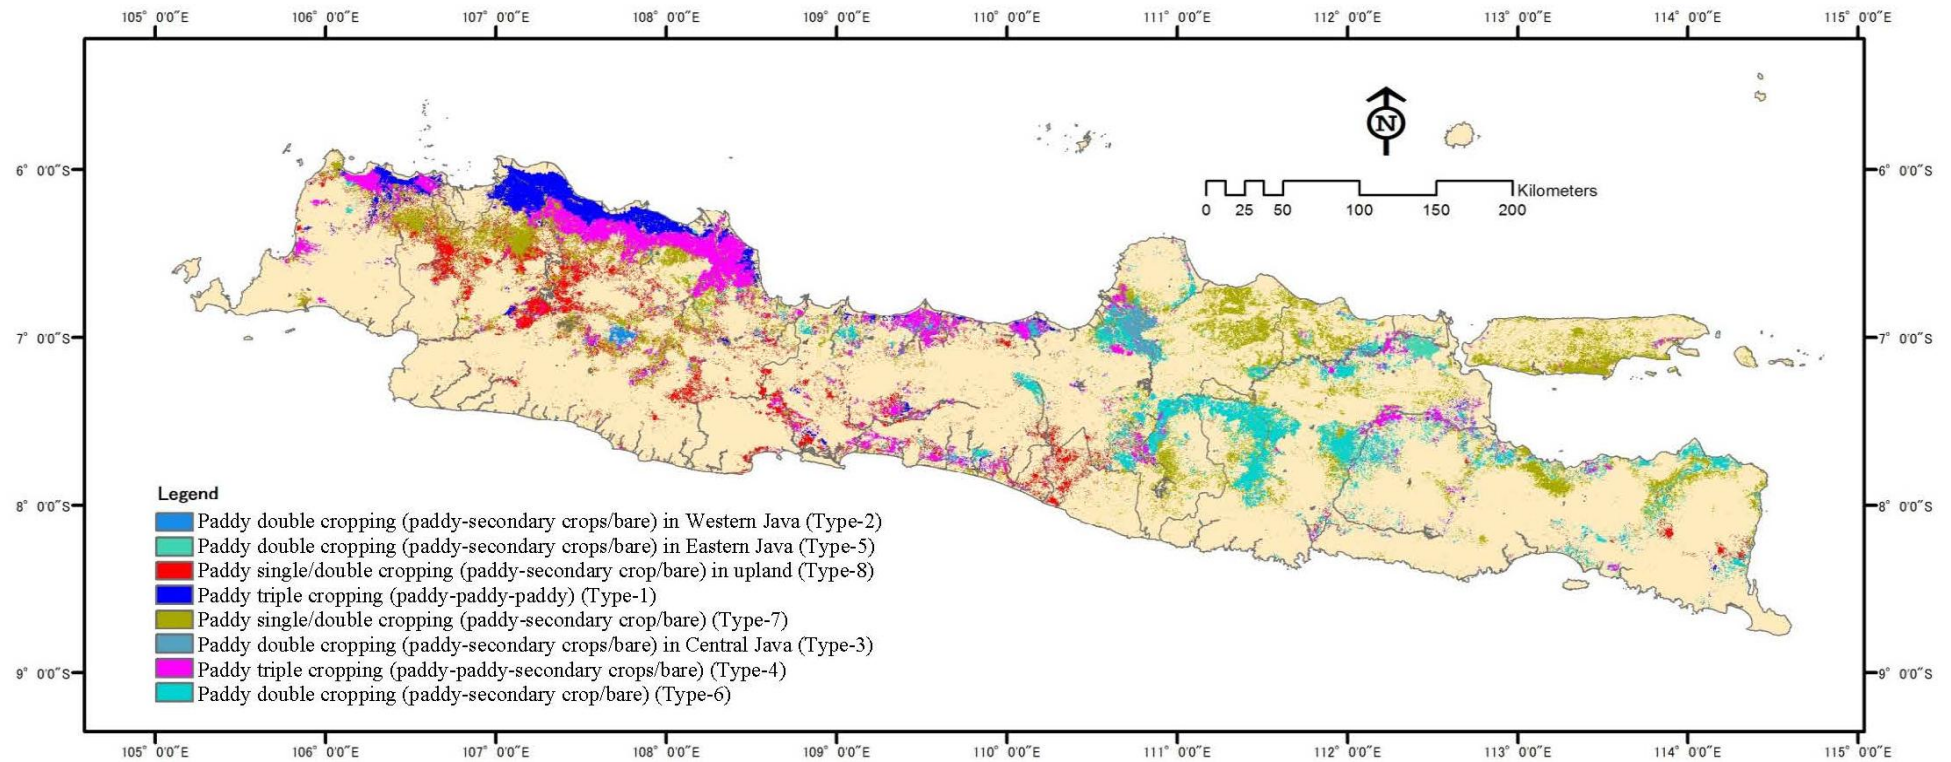 105° 0'0"E 106° 0'0"E 107° 0'0"E 108° 0'0"E 109° 0'0"E 110° 0'0"E 111° 0'0"E 112° 0'0"E 113° 0'0"E 114° 0'0"E 115° 0'0"E
N
6° 0'0"S 6° 0'0"S
Kilometers
0 25 50 100 150 200
7° 0'0"S 7° 0'0"S
8° 0'0"S 8° 0'0"S
9° 0'0"S 9° 0'0"S
Legend
Paddy double cropping (paddy-secondary crops/bare) in Western Java (Type-2)
Paddy double cropping (paddy-secondary crops/bare) in Eastern Java (Type-5)
Paddy single/double cropping (paddy-secondary crop/bare) in upland (Type-8)
Paddy triple cropping (paddy-paddy-paddy) (Type-1)
Paddy single/double cropping (paddy-secondary crop/bare) (Type-7)
Paddy double cropping (paddy-secondary crops/bare) in Central Java (Type-3)
Paddy triple cropping (paddy-paddy-secondary crops/bare) (Type-4)
Paddy double cropping (paddy-secondary crop/bare) (Type-6)
105° 0'0"E 106° 0'0"E 107° 0'0"E 108° 0'0"E 109° 0'0"E 110° 0'0"E 111° 0'0"E 112° 0'0"E 113° 0'0"E 114° 0'0"E 115° 0'0"E